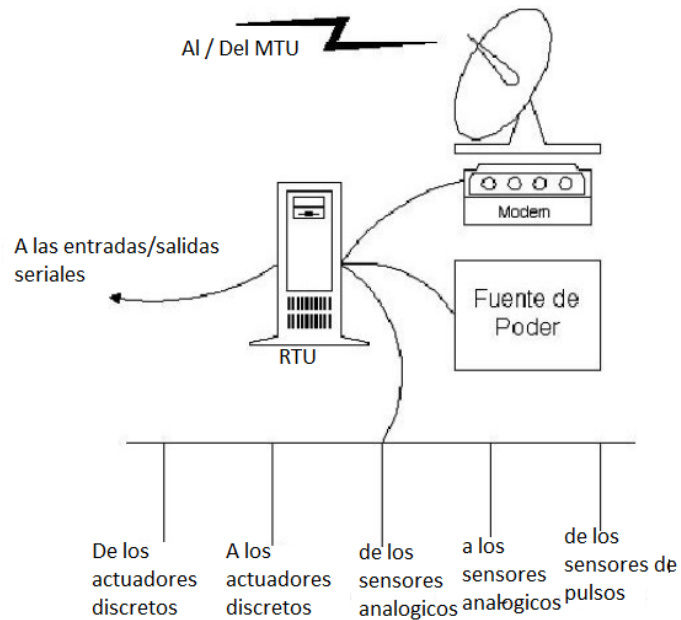 Al / Del MTU
Modem
A las entradas/salidas
seriales
Fuente de
Poder
RTU
De los
actuadores
discretos
A los
actuadores
discretos
de los
sensores
analogicos
a los
sensores
analogicos
de los
sensores de
pulsos